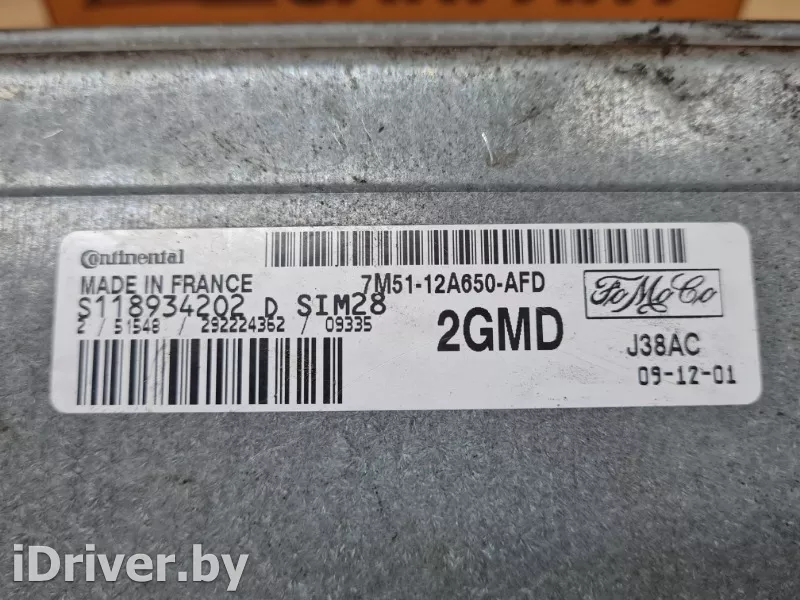 Continental
MADE IN FRANCE
7M51-12A650-AFD
S118934202 D SIM28
2 / 51548 / 292224362 / 09335
2GMD
FoMoCo
J38AC
09-12-01
iDriver.by